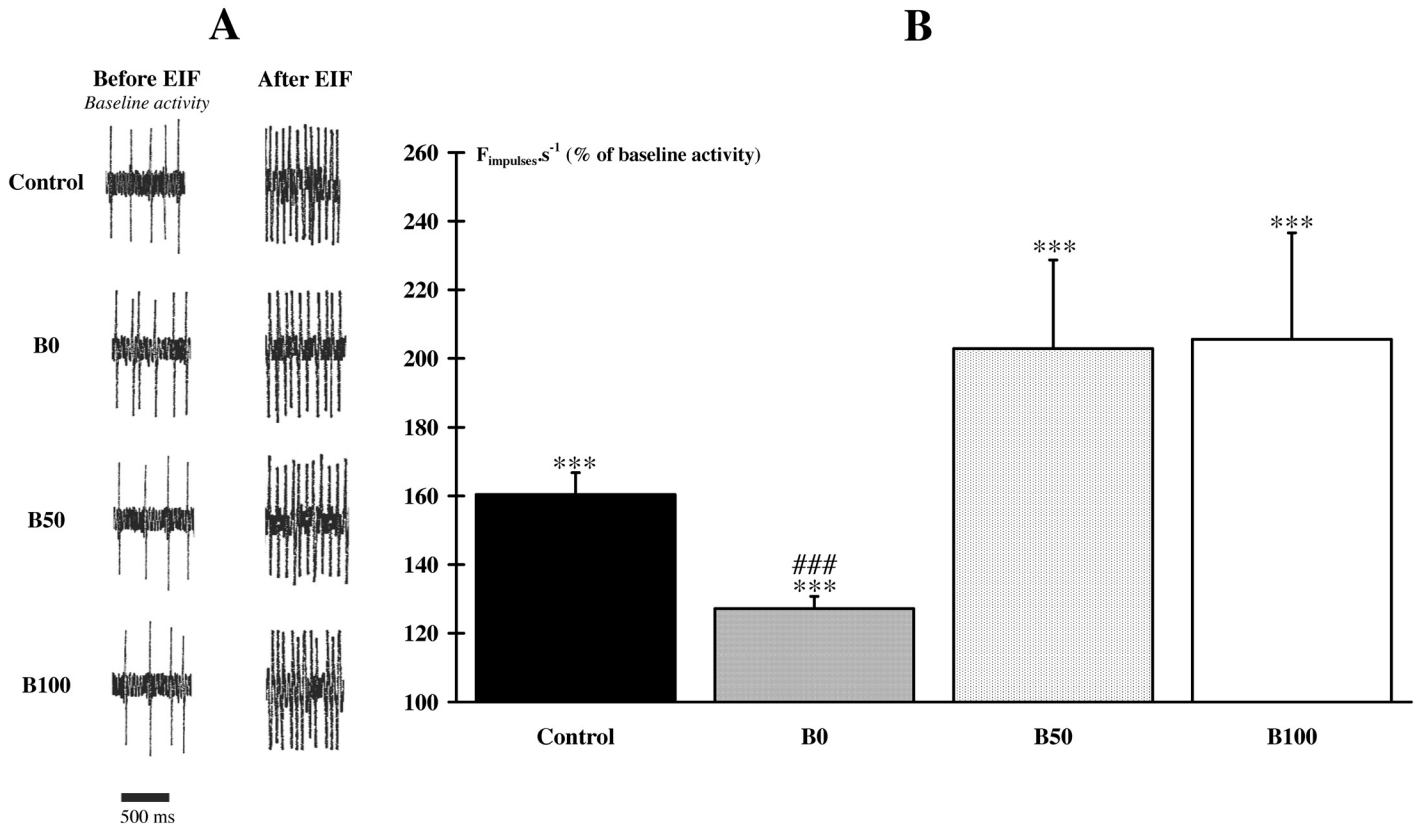 A
B
Before EIF
After EIF
Baseline activity
Control
B0
B50
B100
500 ms
F_impulses.s^-1 (% of baseline activity)
260
240
220
200
180
160
140
120
100
***
###
***
***
***
Control
B0
B50
B100